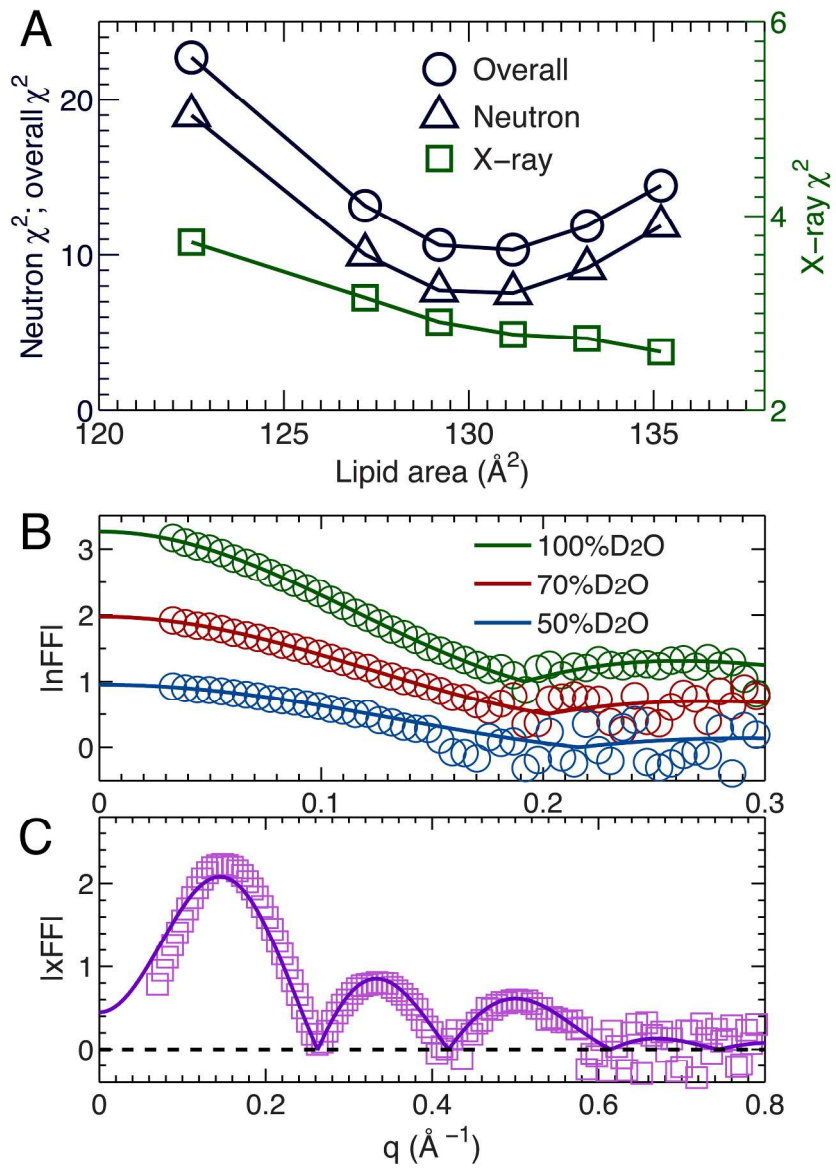 A
Neutron χ²; overall χ²
20
10
0
Overall
Neutron
X−ray
6
4
2
X−ray χ²
120
125
130
135
Lipid area (Å²)
B
|nFF|
3
2
1
0
100%D2O
70%D2O
50%D2O
0
0.1
0.2
0.3
C
|xFF|
2
1
0
0
0.2
0.4
0.6
0.8
q (Å ⁻¹)